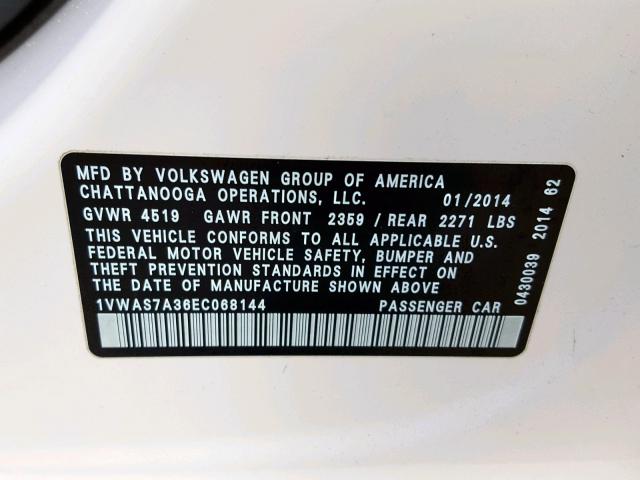 MFD BY VOLKSWAGEN GROUP OF AMERICA
CHATTANOOGA OPERATIONS, LLC. 01/2014
GVWR 4519 GAWR FRONT 2359 / REAR 2271 LBS
THIS VEHICLE CONFORMS TO ALL APPLICABLE U.S.
FEDERAL MOTOR VEHICLE SAFETY, BUMPER AND
THEFT PREVENTION STANDARDS IN EFFECT ON
THE DATE OF MANUFACTURE SHOWN ABOVE
1VWAS7A36EC068144 PASSENGER CAR
0430039 2014 62